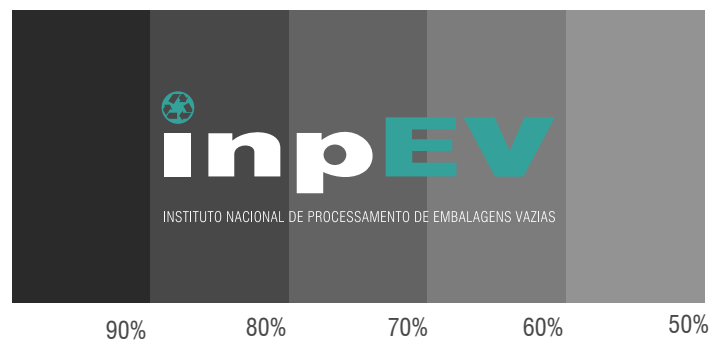 inpEV
INSTITUTO NACIONAL DE PROCESSAMENTO DE EMBALAGENS VAZIAS
90% 80% 70% 60% 50%